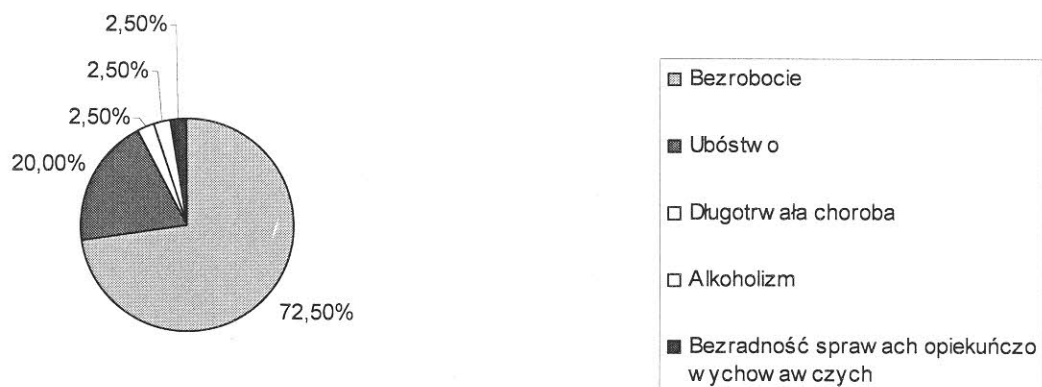 2,50%
2,50%
2,50%
20,00%
72,50%
Bezrobocie
Ubóstwo
Długotrwała choroba
Alkoholizm
Bezradność sprawach opiekuńczo
wychowawczych